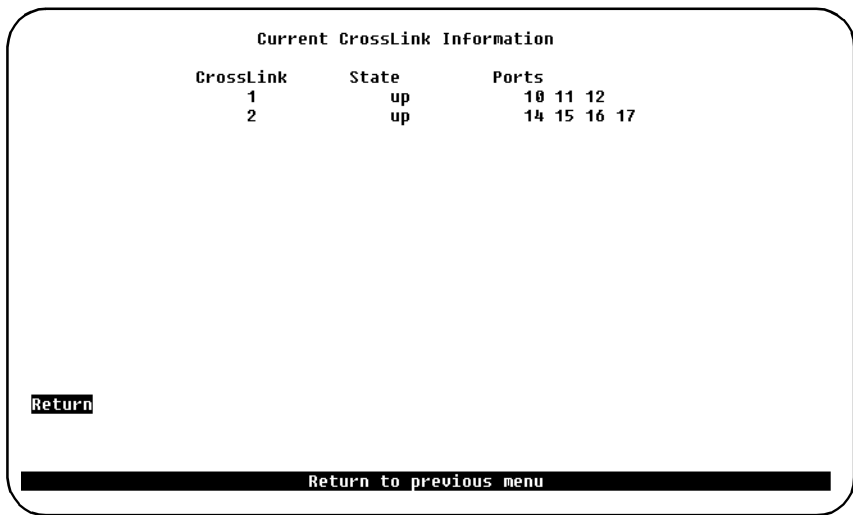 Current CrossLink Information
CrossLink State Ports
1 up 10 11 12
2 up 14 15 16 17
Return
Return to previous menu